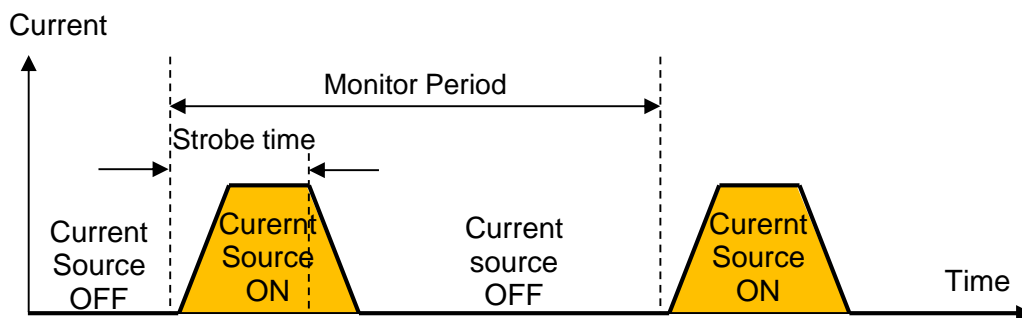 Current
Monitor Period
Strobe time
Current
Source
OFF
Curernt
Source
ON
Current
source
OFF
Curernt
Source
ON
Time